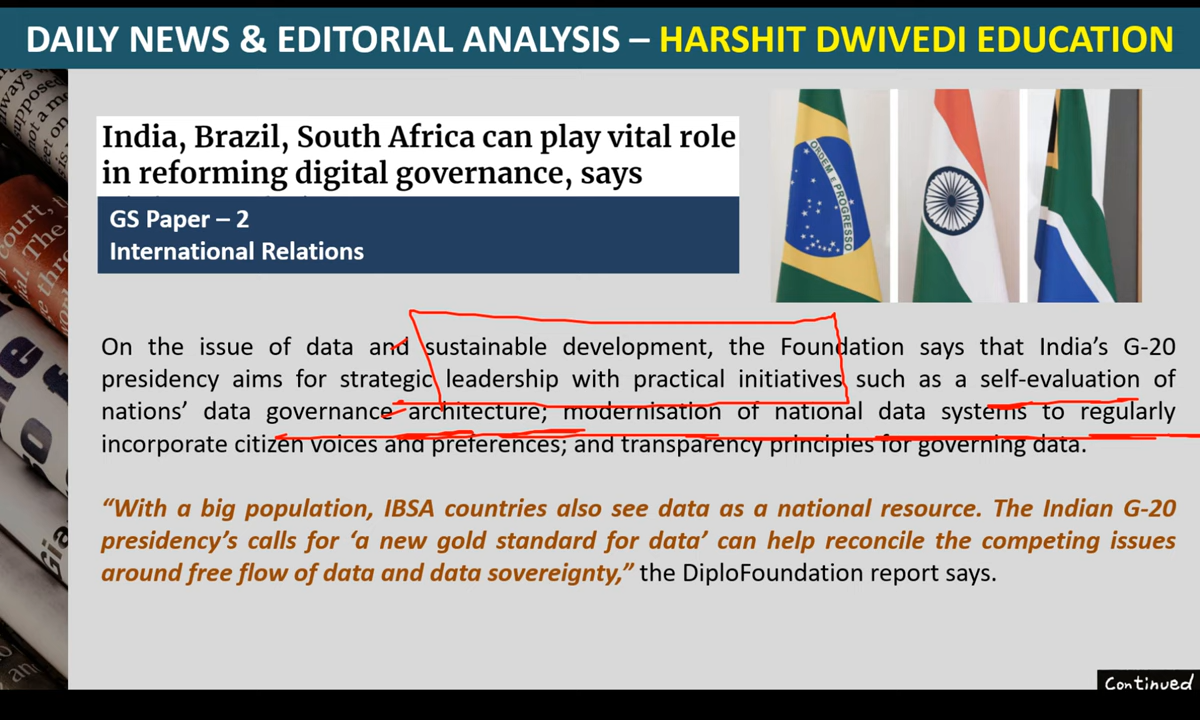 DAILY NEWS & EDITORIAL ANALYSIS – HARSHIT DWIVEDI EDUCATION
India, Brazil, South Africa can play vital role
in reforming digital governance, says
GS Paper – 2
International Relations
ORDEM E PROGRESSO
On the issue of data and sustainable development, the Foundation says that India’s G-20
presidency aims for strategic leadership with practical initiatives such as a self-evaluation of
nations’ data governance architecture; modernisation of national data systems to regularly
incorporate citizen voices and preferences; and transparency principles for governing data.
“With a big population, IBSA countries also see data as a national resource. The Indian G-20
presidency’s calls for ‘a new gold standard for data’ can help reconcile the competing issues
around free flow of data and data sovereignty,” the DiploFoundation report says.
Continued